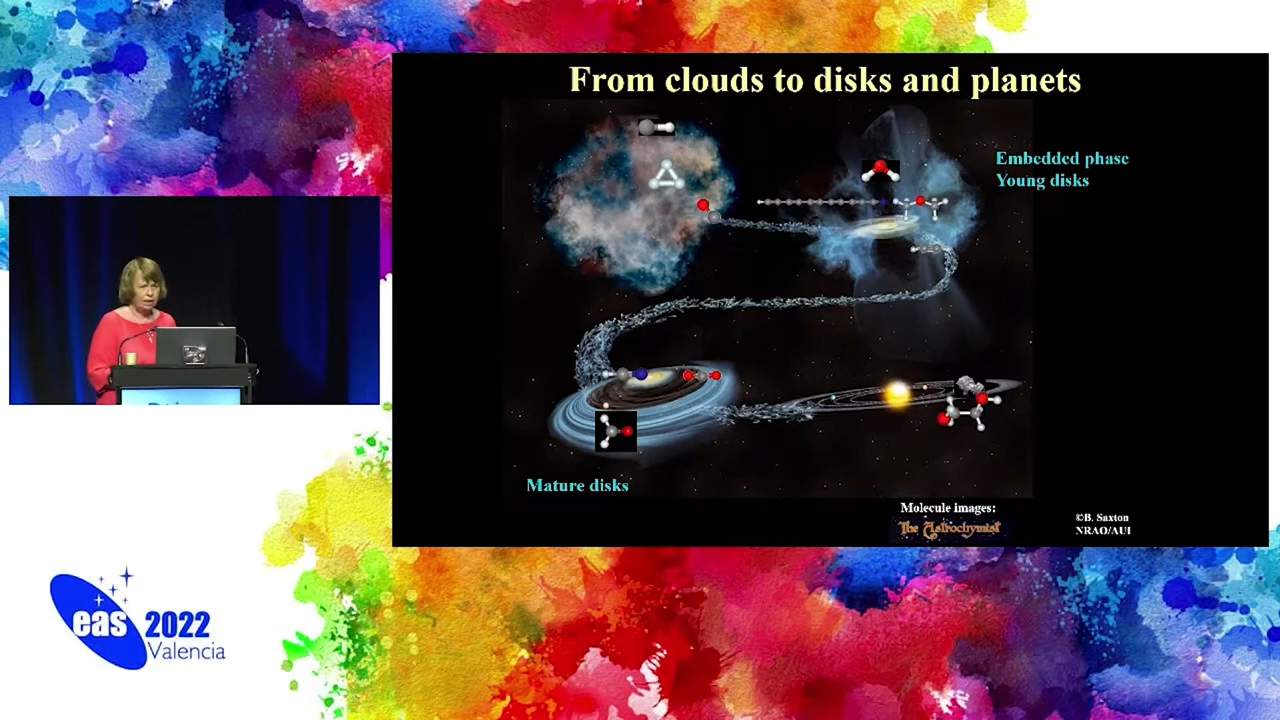 From clouds to disks and planets
Embedded phase
Young disks
Mature disks
Molecule images:
The Astrochymist
©B. Saxton
NRAO/AUI
eas 2022
Valencia